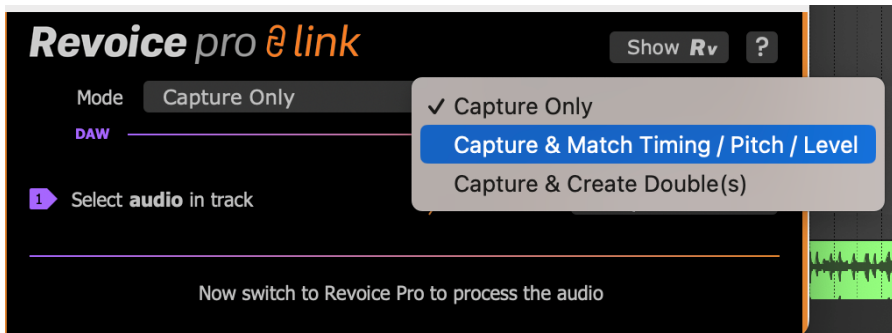 Revoice pro link
Show Rv ?
Mode Capture Only
✓ Capture Only
DAW
Capture & Match Timing / Pitch / Level
Capture & Create Double(s)
1 Select audio in track
Now switch to Revoice Pro to process the audio